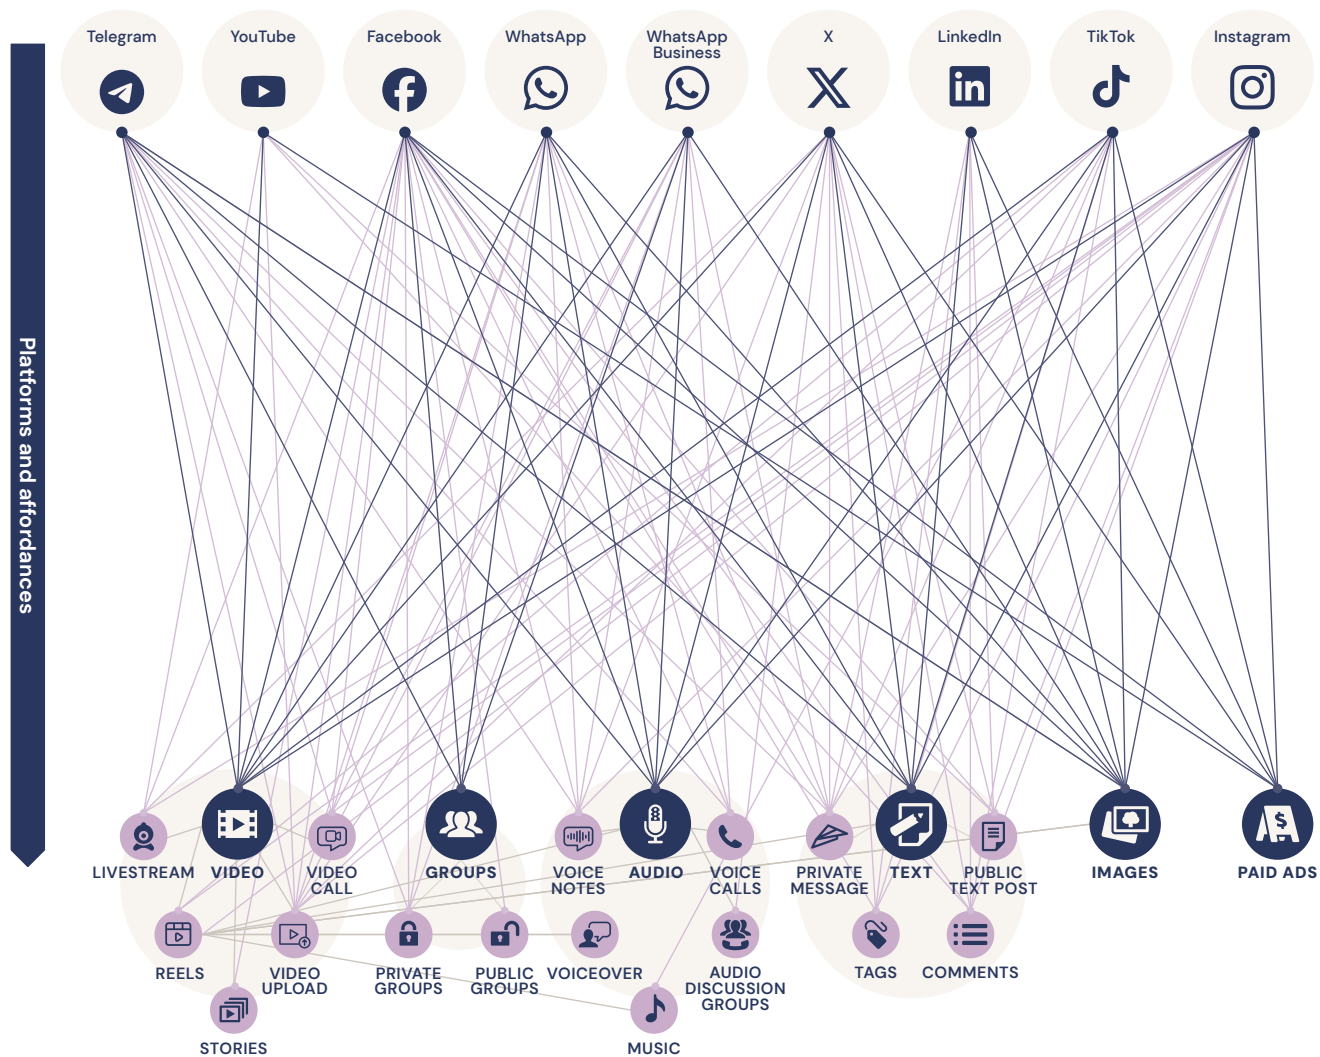 Telegram
YouTube
Facebook
WhatsApp
WhatsApp
Business
X
LinkedIn
TikTok
Instagram
Platforms and affordances
LIVESTREAM
VIDEO
VIDEO
CALL
GROUPS
VOICE
NOTES
AUDIO
VOICE
CALLS
PRIVATE
MESSAGE
TEXT
PUBLIC
TEXT POST
IMAGES
PAID ADS
REELS
VIDEO
UPLOAD
PRIVATE
GROUPS
PUBLIC
GROUPS
VOICEOVER
AUDIO
DISCUSSION
GROUPS
TAGS
COMMENTS
STORIES
MUSIC